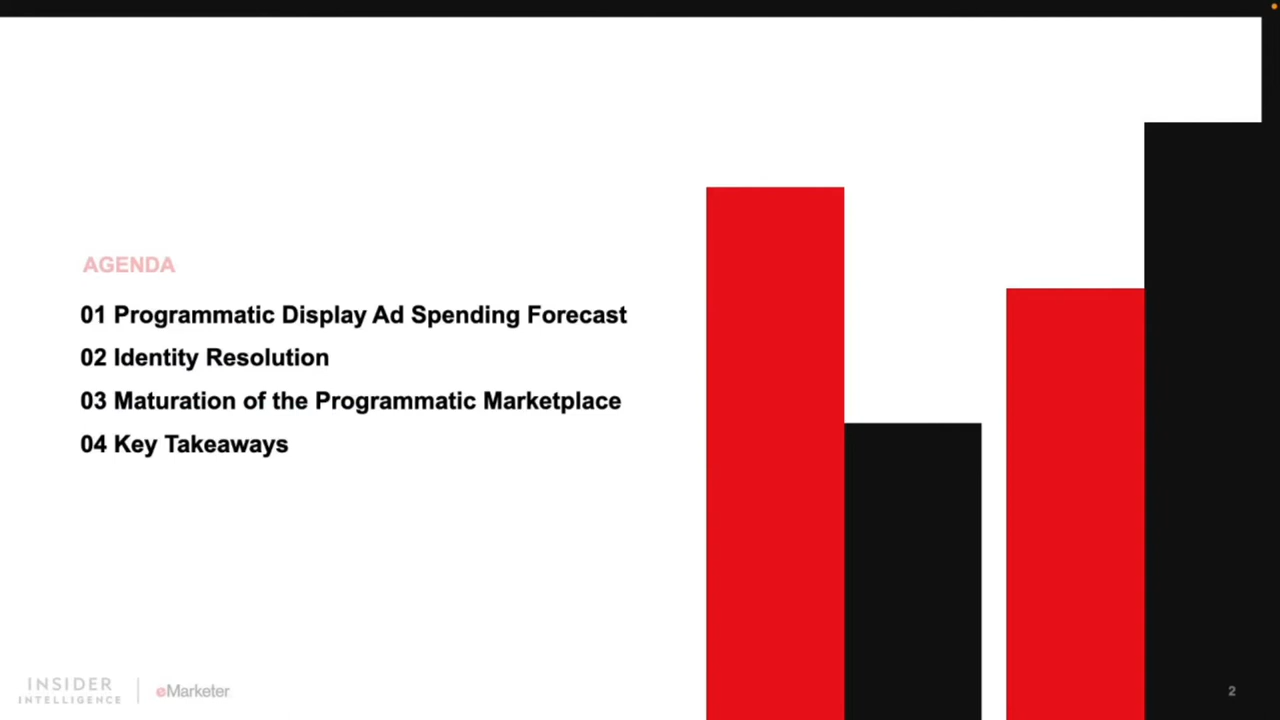 AGENDA
01 Programmatic Display Ad Spending Forecast
02 Identity Resolution
03 Maturation of the Programmatic Marketplace
04 Key Takeaways
INSIDER
INTELLIGENCE
eMarketer
2